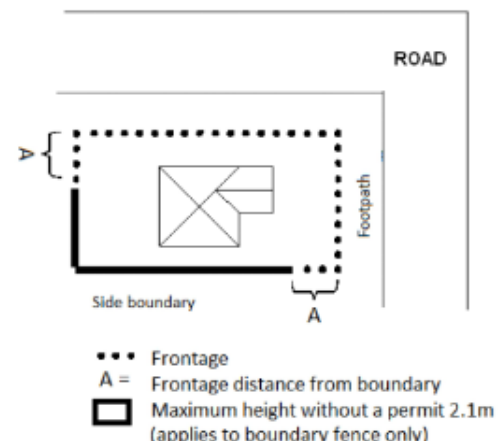 ROAD
A
Footpath
Side boundary
A
Frontage
A = Frontage distance from boundary
Maximum height without a permit 2.1m
(applies to boundary fence only)